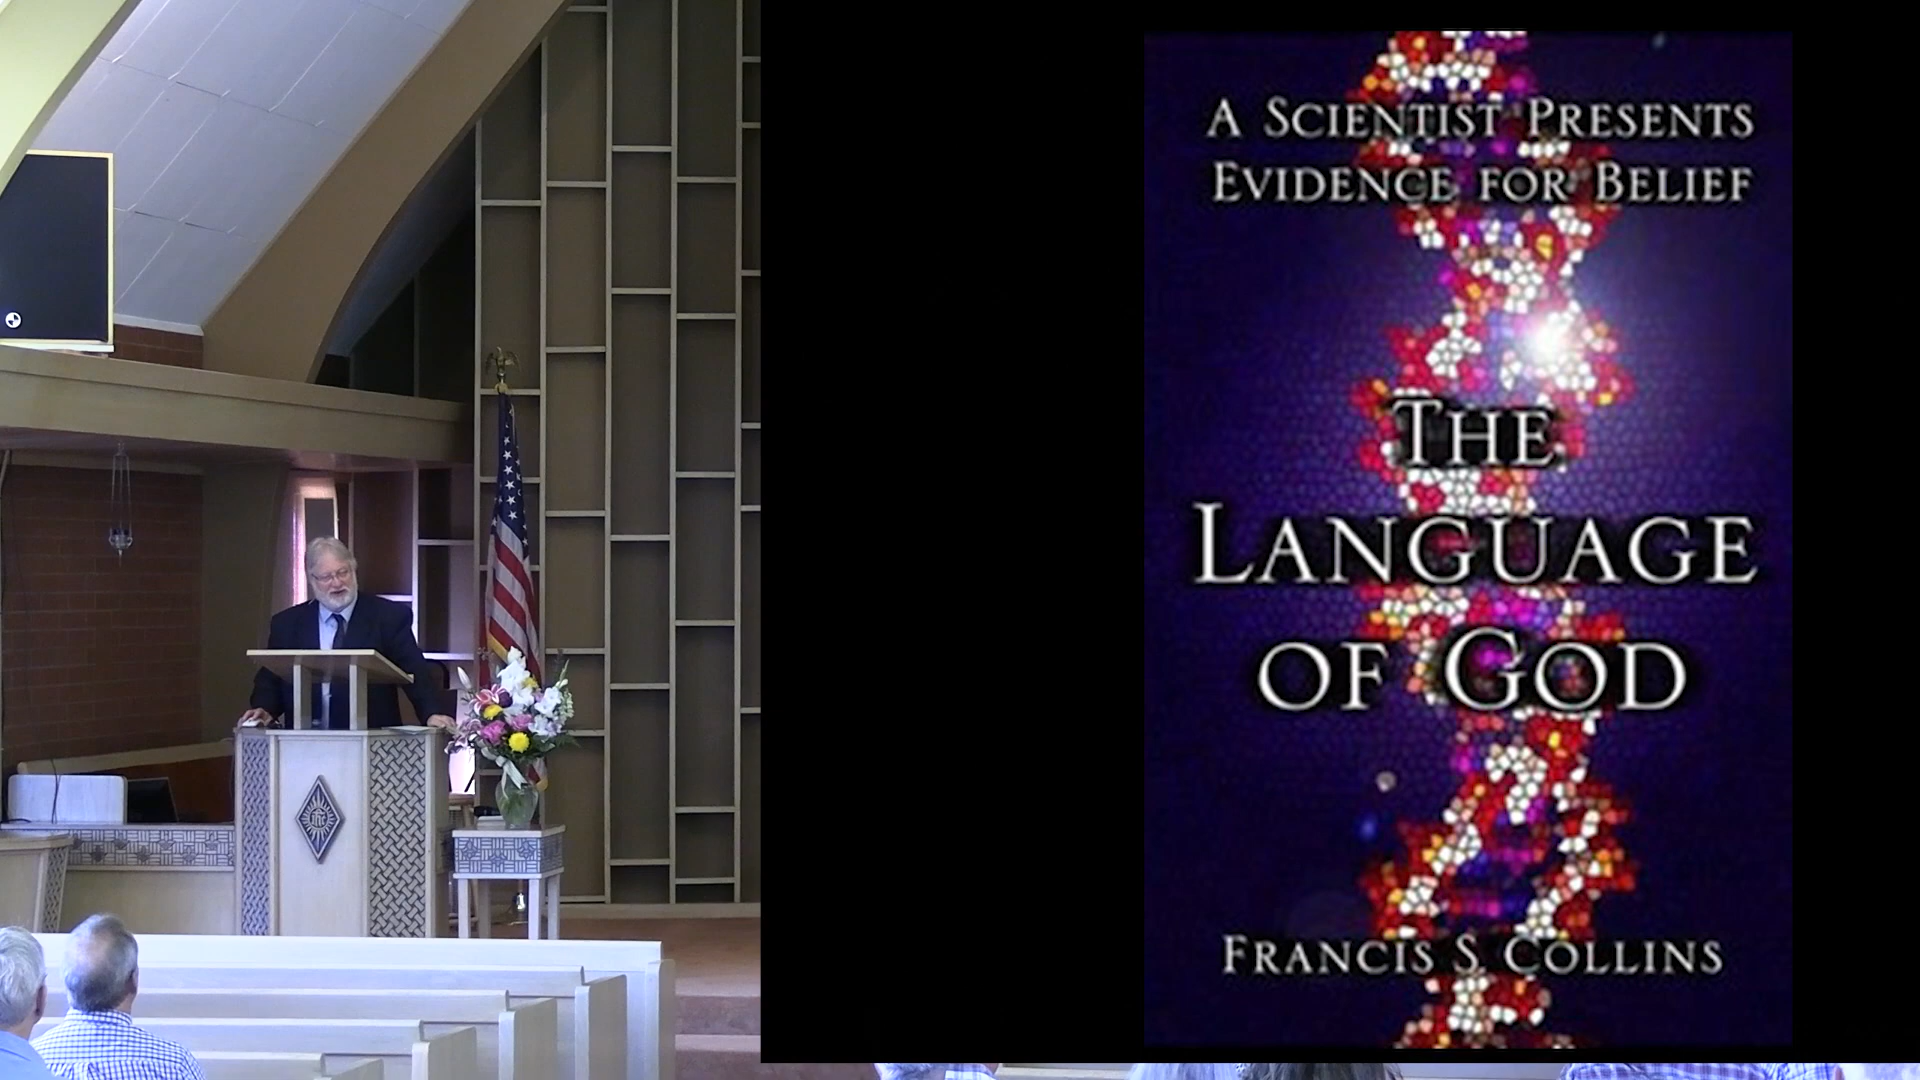 A SCIENTIST PRESENTS
EVIDENCE FOR BELIEF
THE
LANGUAGE
OF GOD
FRANCIS S COLLINS